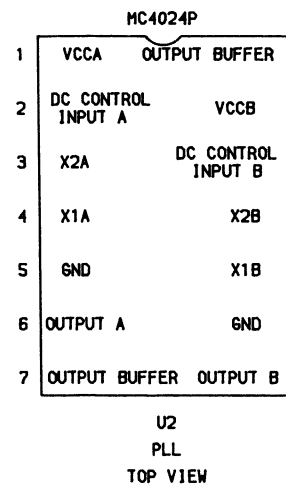 MC4024P
1 VCCA OUTPUT BUFFER
2 DC CONTROL INPUT A VCCB
3 X2A DC CONTROL INPUT B
4 X1A X2B
5 GND X1B
6 OUTPUT A GND
7 OUTPUT BUFFER OUTPUT B
U2
PLL
TOP VIEW